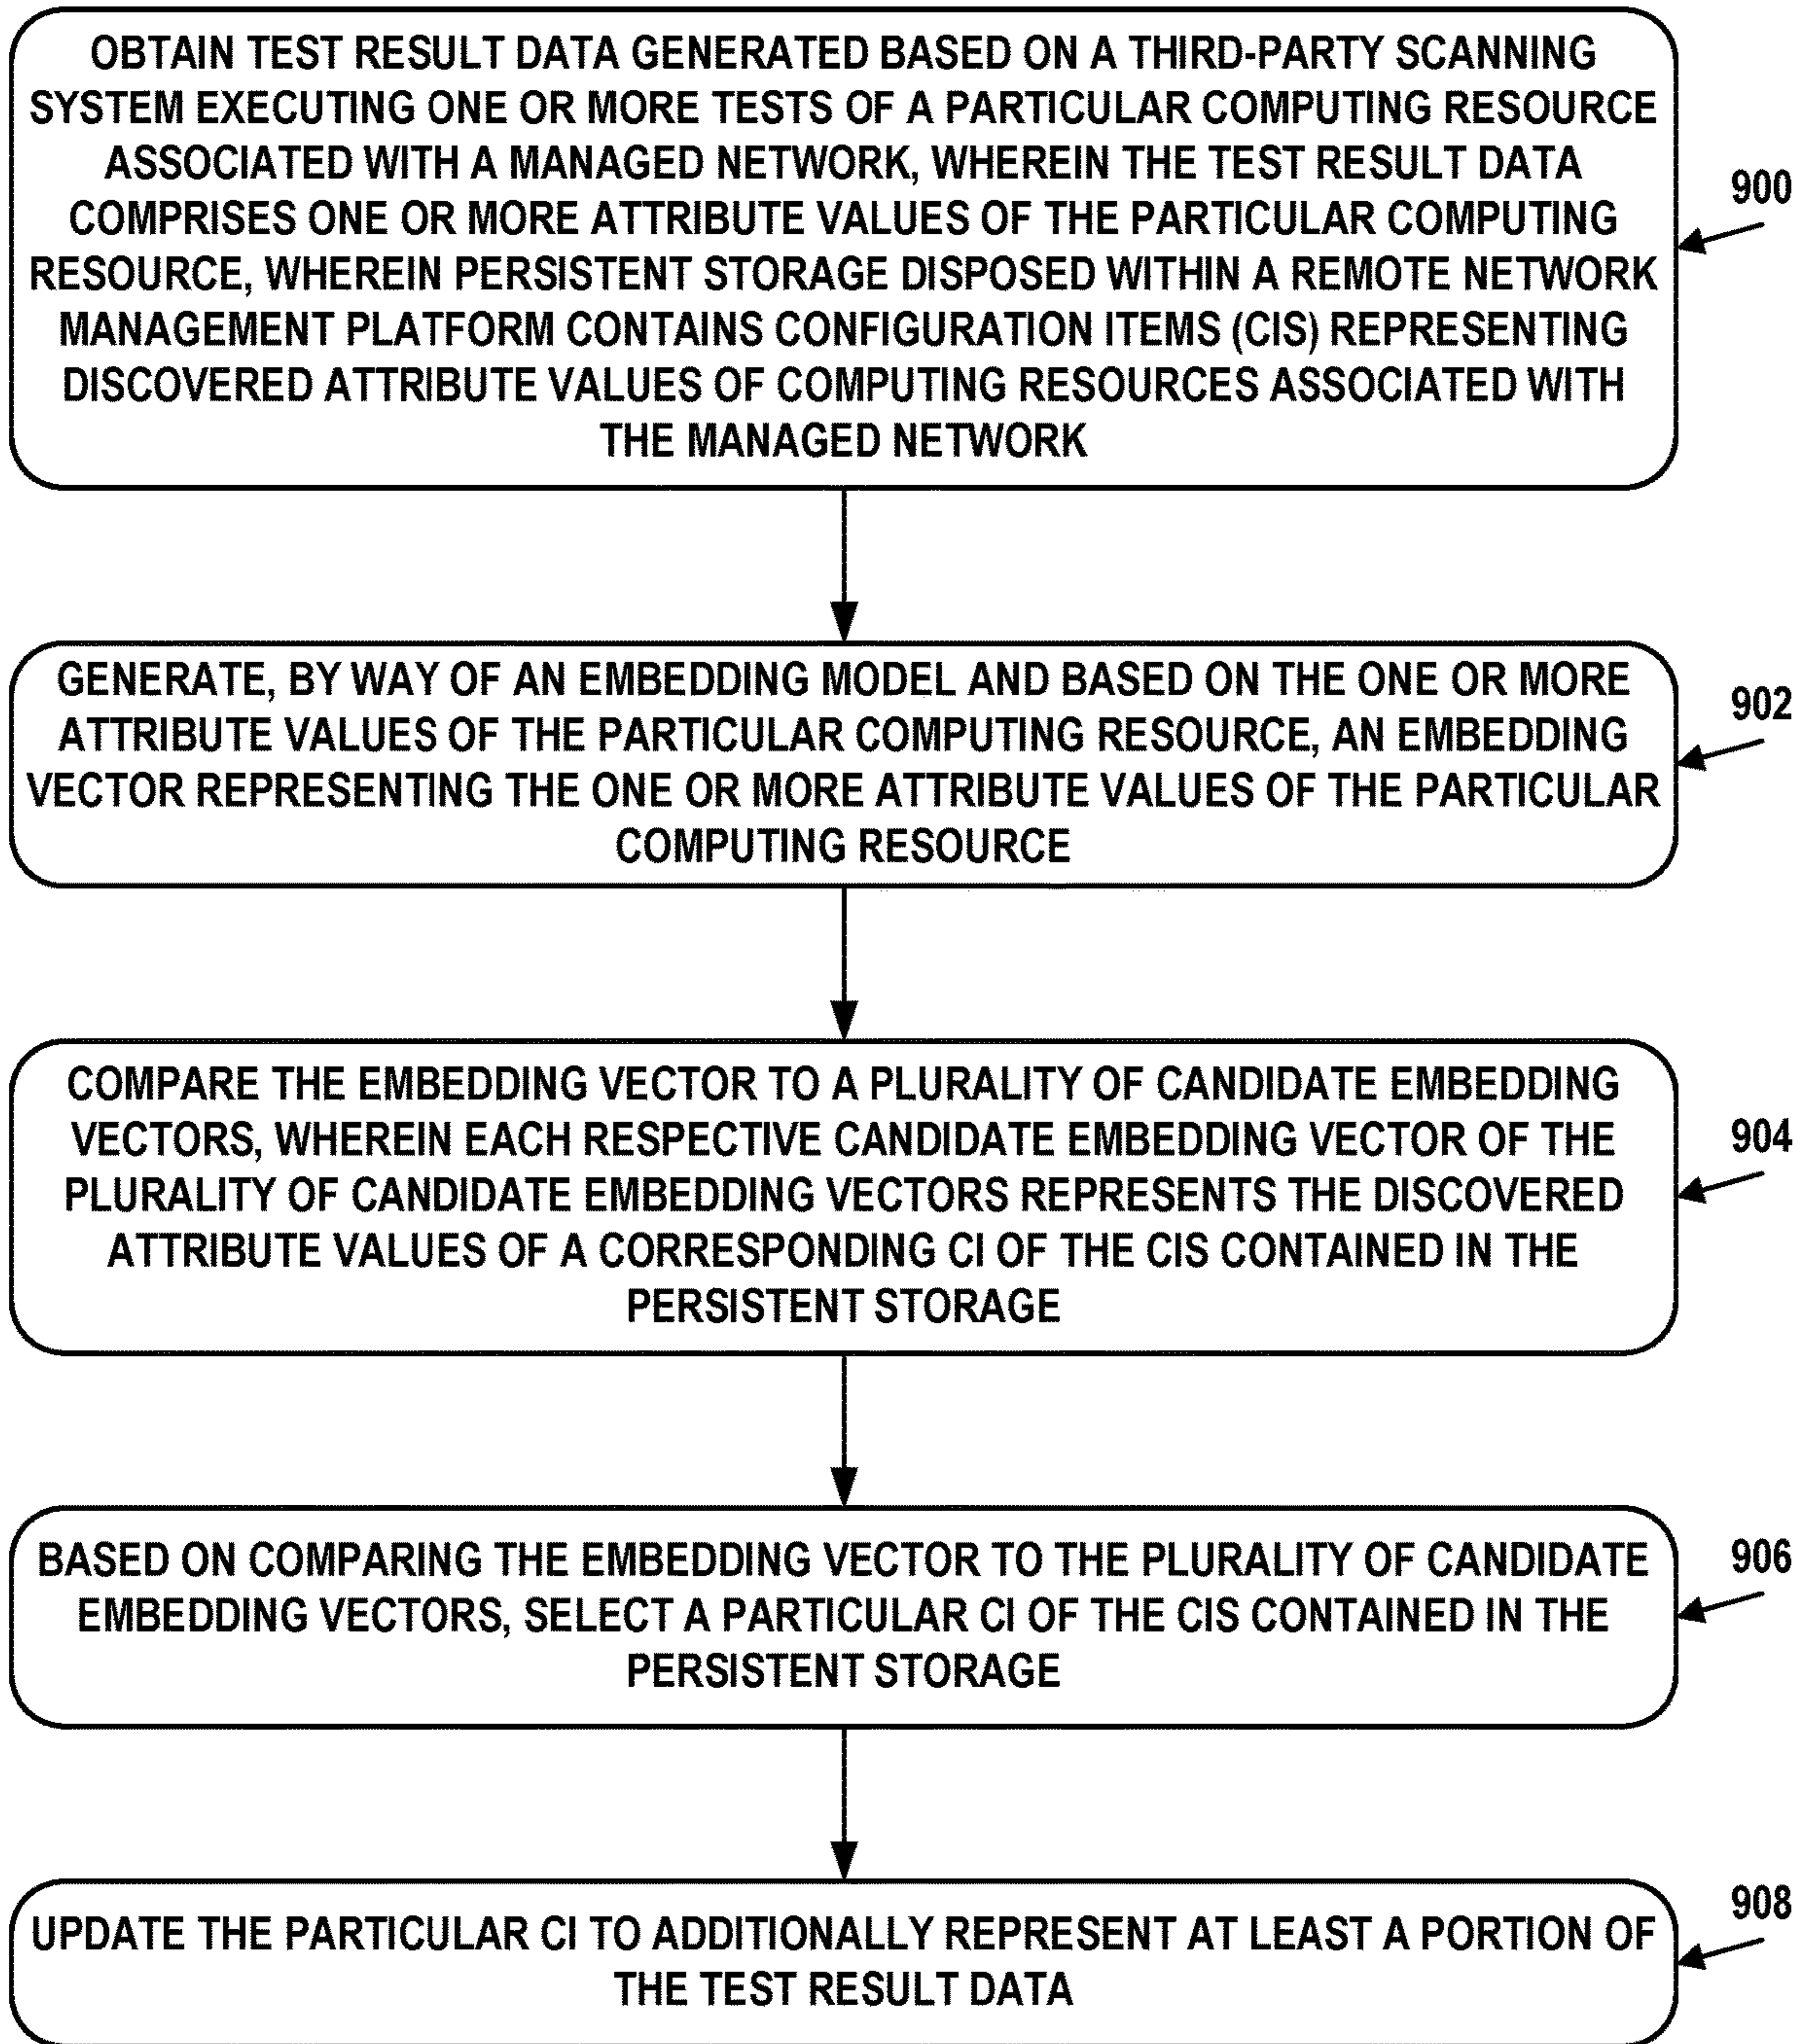 OBTAIN TEST RESULT DATA GENERATED BASED ON A THIRD-PARTY SCANNING
SYSTEM EXECUTING ONE OR MORE TESTS OF A PARTICULAR COMPUTING RESOURCE
ASSOCIATED WITH A MANAGED NETWORK, WHEREIN THE TEST RESULT DATA
COMPRISES ONE OR MORE ATTRIBUTE VALUES OF THE PARTICULAR COMPUTING
RESOURCE, WHEREIN PERSISTENT STORAGE DISPOSED WITHIN A REMOTE NETWORK
MANAGEMENT PLATFORM CONTAINS CONFIGURATION ITEMS (CIS) REPRESENTING
DISCOVERED ATTRIBUTE VALUES OF COMPUTING RESOURCES ASSOCIATED WITH
THE MANAGED NETWORK
900
GENERATE, BY WAY OF AN EMBEDDING MODEL AND BASED ON THE ONE OR MORE
ATTRIBUTE VALUES OF THE PARTICULAR COMPUTING RESOURCE, AN EMBEDDING
VECTOR REPRESENTING THE ONE OR MORE ATTRIBUTE VALUES OF THE PARTICULAR
COMPUTING RESOURCE
902
COMPARE THE EMBEDDING VECTOR TO A PLURALITY OF CANDIDATE EMBEDDING
VECTORS, WHEREIN EACH RESPECTIVE CANDIDATE EMBEDDING VECTOR OF THE
PLURALITY OF CANDIDATE EMBEDDING VECTORS REPRESENTS THE DISCOVERED
ATTRIBUTE VALUES OF A CORRESPONDING CI OF THE CIS CONTAINED IN THE
PERSISTENT STORAGE
904
BASED ON COMPARING THE EMBEDDING VECTOR TO THE PLURALITY OF CANDIDATE
EMBEDDING VECTORS, SELECT A PARTICULAR CI OF THE CIS CONTAINED IN THE
PERSISTENT STORAGE
906
UPDATE THE PARTICULAR CI TO ADDITIONALLY REPRESENT AT LEAST A PORTION OF
THE TEST RESULT DATA
908